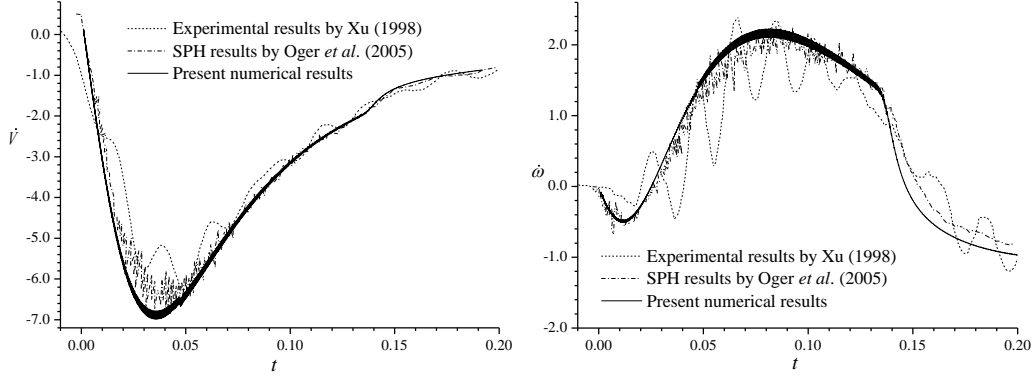 Experimental results by Xu (1998)
SPH results by Oger et al. (2005)
Present numerical results
0.0
-1.0
-2.0
-3.0
-4.0
-5.0
-6.0
-7.0
V̇
0.00 0.05 0.10 0.15 0.20
t
2.0
1.0
0.0
-1.0
-2.0
ω̇
Experimental results by Xu (1998)
SPH results by Oger et al. (2005)
Present numerical results
0.00 0.05 0.10 0.15 0.20
t